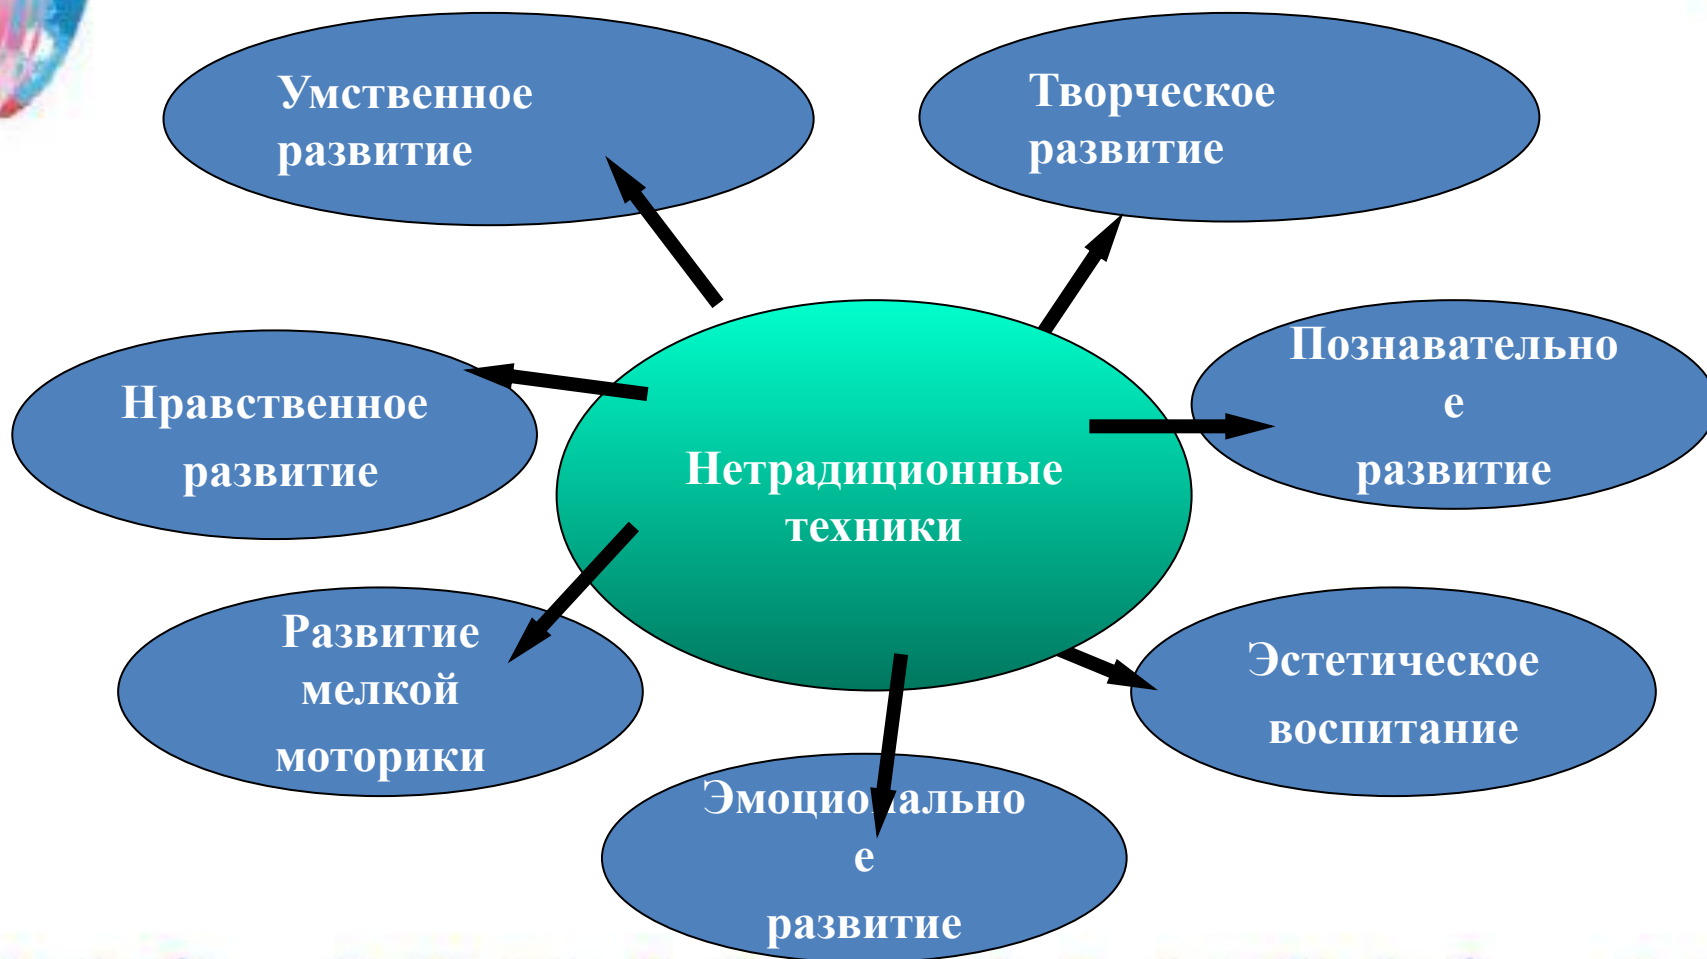 Умственное
развитие
Творческое
развитие
Познавательно
е
развитие
Нравственное
развитие
Нетрадиционные
техники
Развитие
мелкой
моторики
Эстетическое
воспитание
Эмоционально
е
развитие